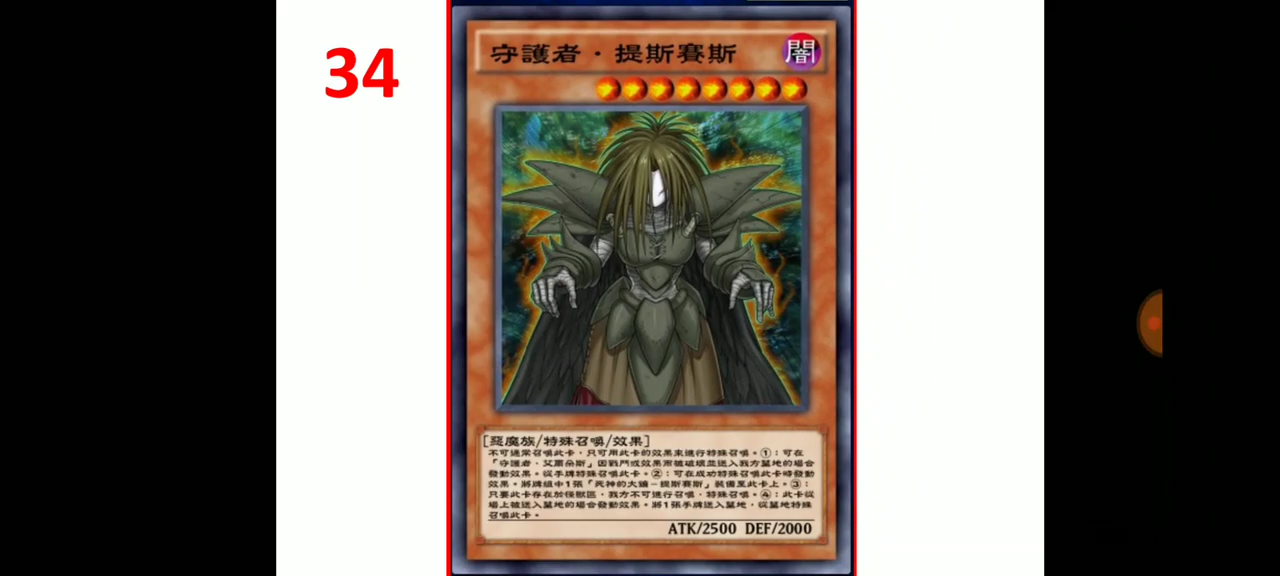 34
守護者・提斯賽斯
闇
[惡魔族/特殊召喚/效果]
不可通常召喚此卡。只可用此卡的效果來進行特殊召喚。①：可在
「守護者・艾爾朵斯」因戰鬥或效果而被破壞並送入我方墓地的場合
發動效果。從手牌特殊召喚此卡。②：可在成功特殊召喚此卡時發動
效果。將牌組中1張「死神的大鐮－提斯賽斯」裝備至此卡上。③：
只要此卡存在於怪獸區，我方不可進行召喚、特殊召喚。④：此卡從
場上被送入墓地的場合發動效果。將1張手牌送入墓地，從墓地特殊
召喚此卡。
ATK/2500 DEF/2000